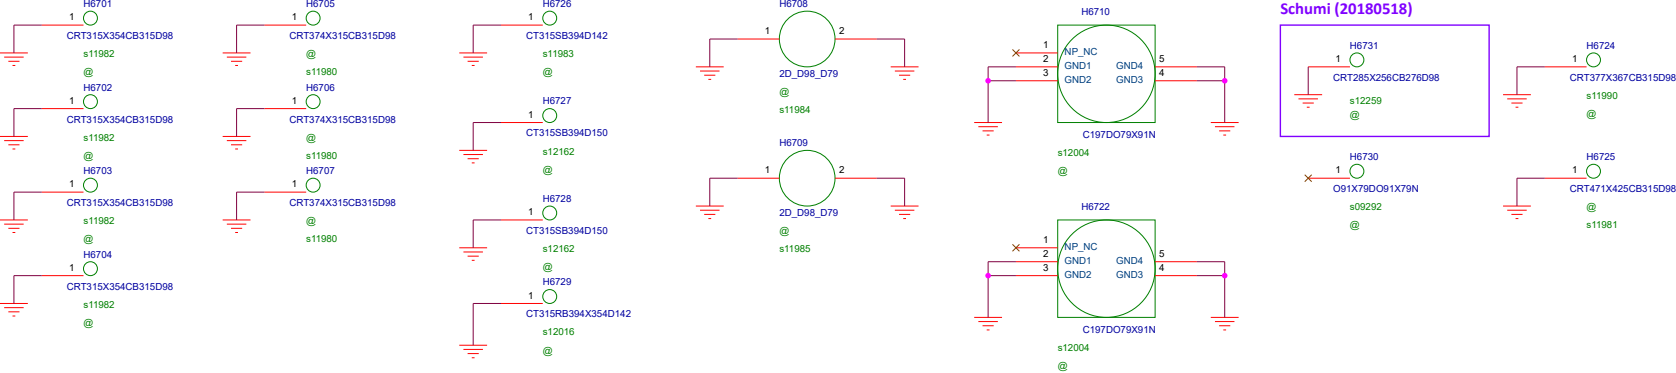 H6701
1
CRT315X354CB315D98
s11982
@
H6702
1
CRT315X354CB315D98
s11982
@
H6703
1
CRT315X354CB315D98
s11982
@
H6704
1
CRT315X354CB315D98
s11982
@
H6705
1
CRT374X315CB315D98
@
s11980
H6706
1
CRT374X315CB315D98
@
s11980
H6707
1
CRT374X315CB315D98
@
s11980
H6726
1
CT315SB394D142
s11983
@
H6727
1
CT315SB394D150
s12162
@
H6728
1
CT315SB394D150
s12162
@
H6729
1
CT315RB394X354D142
s12016
@
H6708
1 2
2D_D98_D79
@
s11984
H6709
1 2
2D_D98_D79
@
s11985
H6710
1 NP_NC
2 GND1 GND4 5
3 GND2 GND3 4
C197DO79X91N
s12004
@
H6722
1 NP_NC
2 GND1 GND4 5
3 GND2 GND3 4
C197DO79X91N
s12004
@
Schumi (20180518)
H6731
1
CRT285X256CB276D98
s12259
@
H6730
1
O91X79DO91X79N
s09292
@
H6724
1
CRT377X367CB315D98
s11990
@
H6725
1
CRT471X425CB315D98
@
s11981